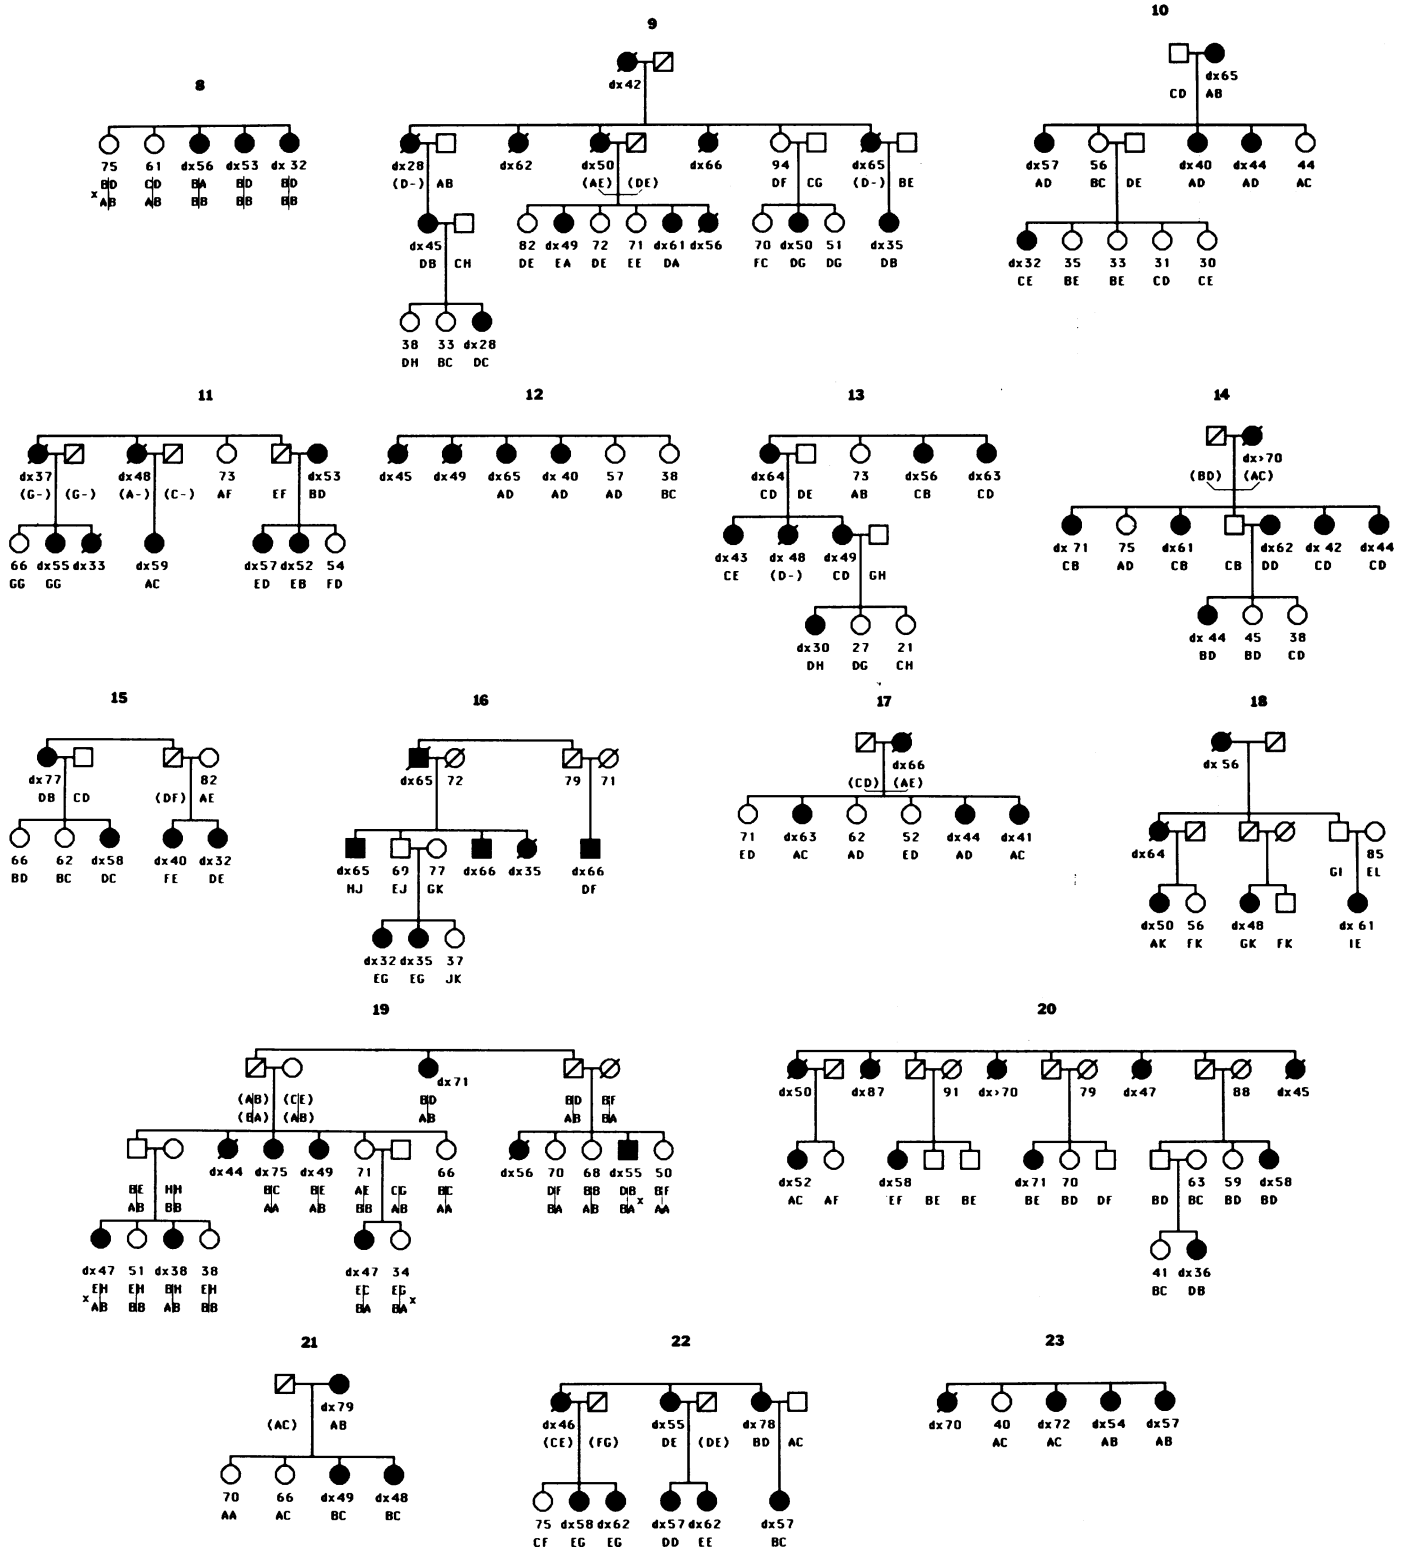 8
75 61 dx56 dx53 dx 32
BD CD BA BD BD
x AB AB BB BB BB
9
dx42
dx28 dx62 dx50 dx66 94 dx65
(D-) AB (AE) (DE) DF CG (D-) BE
dx45 82 dx49 72 71 dx61 dx56 70 dx50 51 dx35
DB CH DE EA DE EE DA FC DG DG DB
38 33 dx28
DH BC DC
10
dx65
CD AB
dx57 56 dx40 dx44 44
AD BC DE AD AD AC
dx32 35 33 31 30
CE BE BE CD CE
11
dx37 dx48 73 dx53
(G-) (G-) (A-) (C-) AF EF BD
66 dx55 dx33 dx59 dx57 dx52 54
GG GG AC ED EB FD
12
dx45 dx49 dx65 dx 40 57 38
AD AD AD BC
13
dx64 73 dx56 dx63
CD DE AB CB CD
dx43 dx 48 dx49
CE (D-) CD GH
dx30 27 21
DH DG CH
14
dx>70
(BD) (AC)
dx 71 75 dx61 dx62 dx 42 dx44
CB AD CB CB DD CD CD
dx 44 45 38
BD BD CD
15
dx77 82
DB CD (DF) AE
66 62 dx58 dx40 dx32
BD BC DC FE DE
16
dx65 72 79 71
dx65 69 77 dx66 dx35 dx66
HJ EJ GK DF
dx32 dx35 37
EG EG JK
17
dx66
(CD) (AE)
71 dx63 62 52 dx44 dx41
ED AC AD ED AD AC
18
dx 56
dx64 85
GI EL
dx50 56 dx48 dx 61
AK FK GK FK IE
19
dx71
(AB) (CE) BD BD BF
(BA) (AB) AB AB BA
dx44 dx75 dx49 71 66 dx56 70 68 dx55 50
BE HH BC BE AE CG BC DF BB DB BF
AB BB AA AB BB AB AA BA AB BA x AA
dx47 51 dx38 38 dx47 34
EH EH BH EH EC EG
x AB BB AB BB BA BA x
20
dx50 dx87 91 dx>70 79 dx47 88 dx45
dx52 dx58 dx71 70 63 59 dx58
AC AF EF BE BE BE BD DF BD BC BD BD
41 dx36
BC DB
21
dx79
(AC) AB
70 66 dx49 dx48
AA AC BC BC
22
dx46 dx55 dx78
(CE) (FG) DE (DE) BD AC
75 dx58 dx62 dx57 dx62 dx57
CF EG EG DD EE BC
23
dx70 40 dx72 dx54 dx57
AC AC AB AB